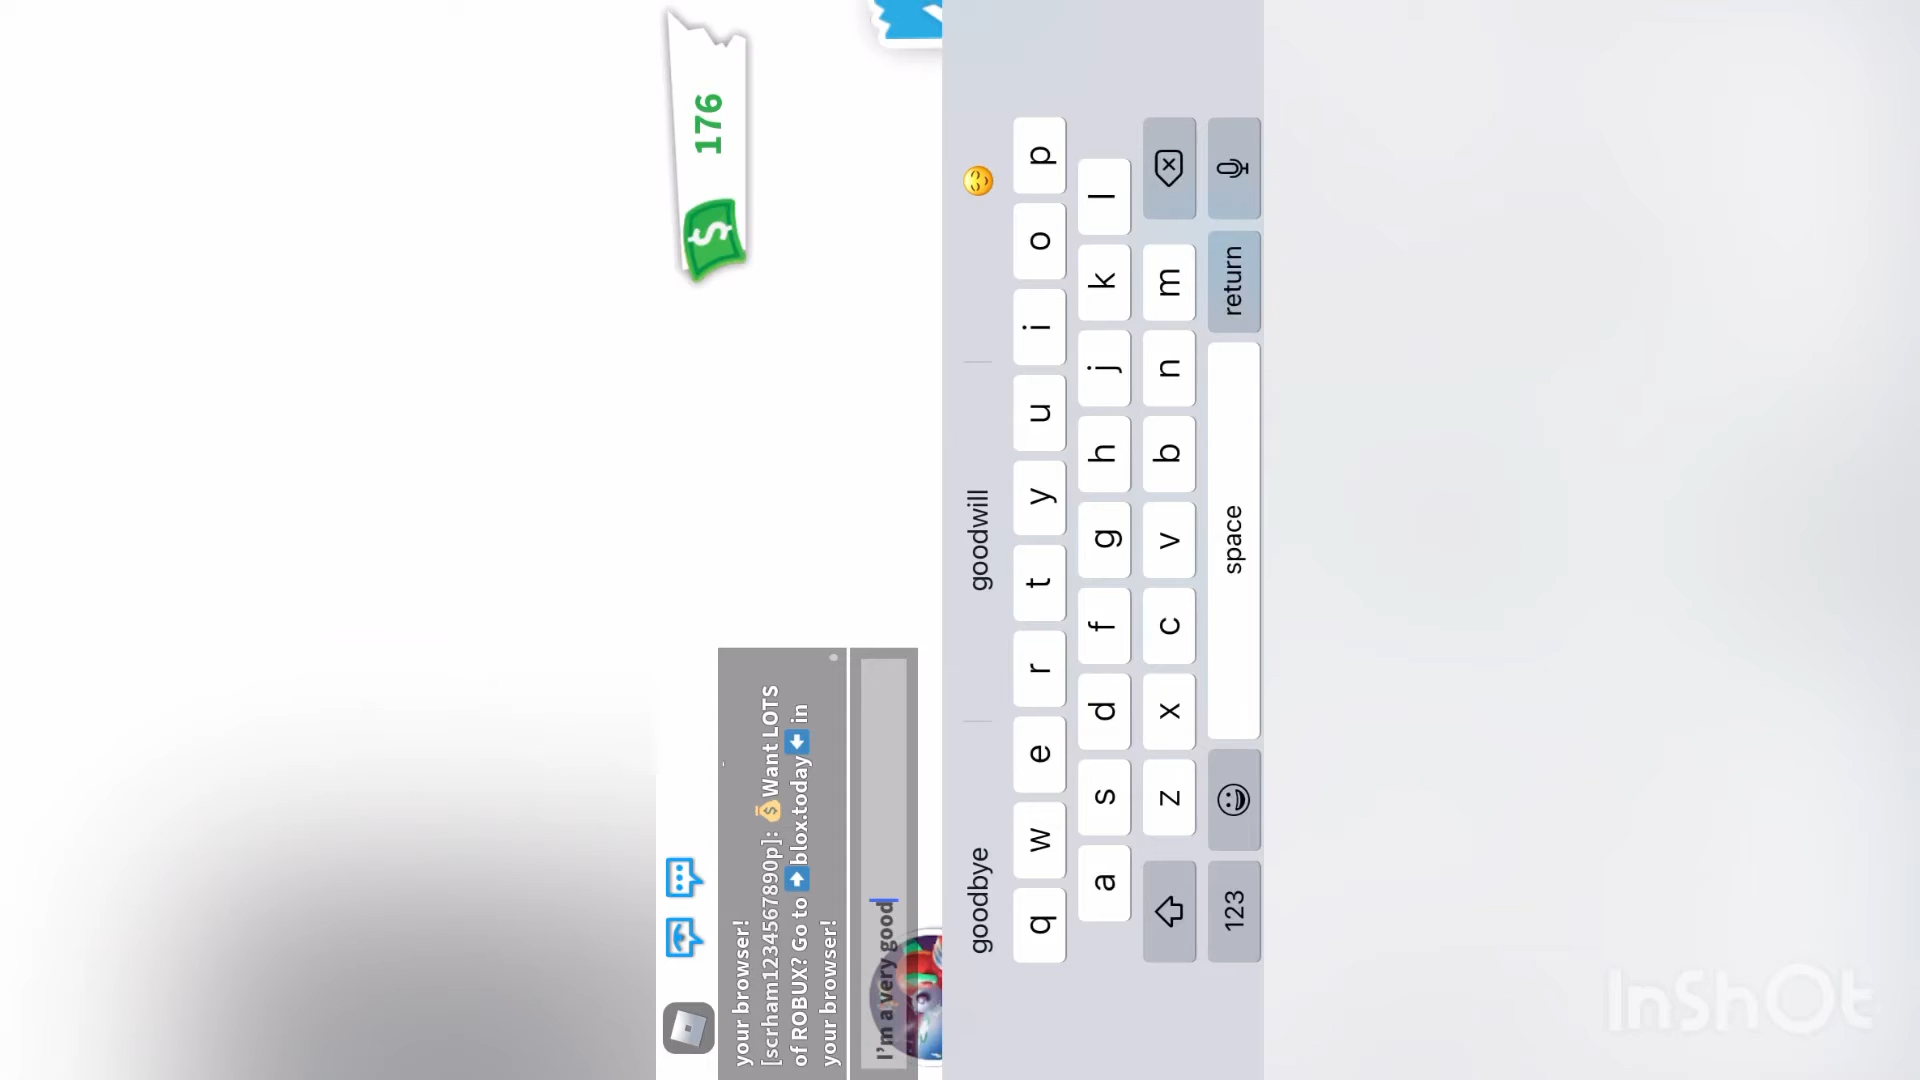 176
your browser!
[scrham1234567890p]: 💰Want LOTS
of ROBUX? Go to ➡blox.today⬅ in
your browser!
I'm a very good
goodbye goodwill 😊
q w e r t y u i o p
a s d f g h j k l
z x c v b n m
123 space return
InShOt